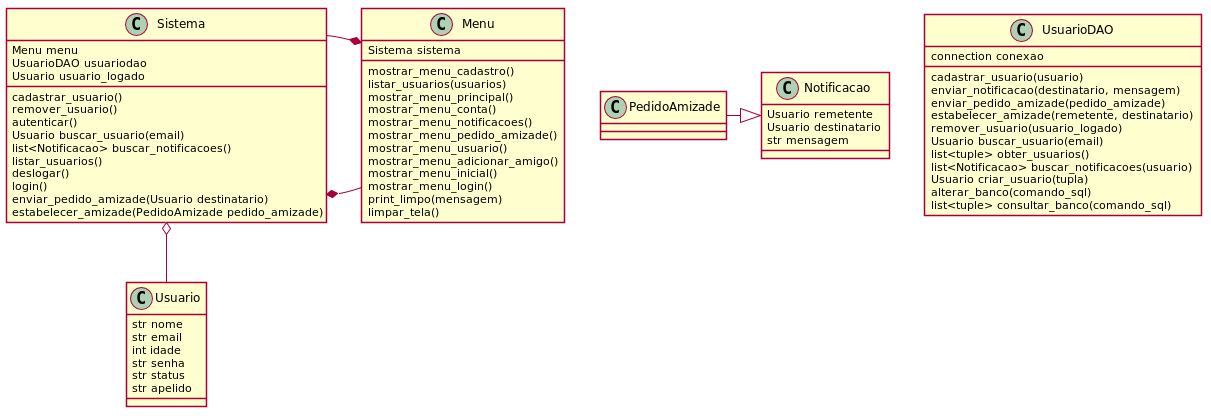 C Sistema
Menu menu
UsuarioDAO usuariodao
Usuario usuario_logado
cadastrar_usuario()
remover_usuario()
autenticar()
Usuario buscar_usuario(email)
list<Notificacao> buscar_notificacoes()
listar_usuarios()
deslogar()
login()
enviar_pedido_amizade(Usuario destinatario)
estabelecer_amizade(PedidoAmizade pedido_amizade)
C Menu
Sistema sistema
mostrar_menu_cadastro()
listar_usuarios(usuarios)
mostrar_menu_principal()
mostrar_menu_conta()
mostrar_menu_notificacoes()
mostrar_menu_pedido_amizade()
mostrar_menu_usuario()
mostrar_menu_adicionar_amigo()
mostrar_menu_inicial()
mostrar_menu_login()
print_limpo(mensagem)
limpar_tela()
C PedidoAmizade
C Notificacao
Usuario remetente
Usuario destinatario
str mensagem
C UsuarioDAO
connection conexao
cadastrar_usuario(usuario)
enviar_notificacao(destinatario, mensagem)
enviar_pedido_amizade(pedido_amizade)
estabelecer_amizade(remetente, destinatario)
remover_usuario(usuario_logado)
Usuario buscar_usuario(email)
list<tuple> obter_usuarios()
list<Notificacao> buscar_notificacoes(usuario)
Usuario criar_usuario(tupla)
alterar_banco(comando_sql)
list<tuple> consultar_banco(comando_sql)
C Usuario
str nome
str email
int idade
str senha
str status
str apelido